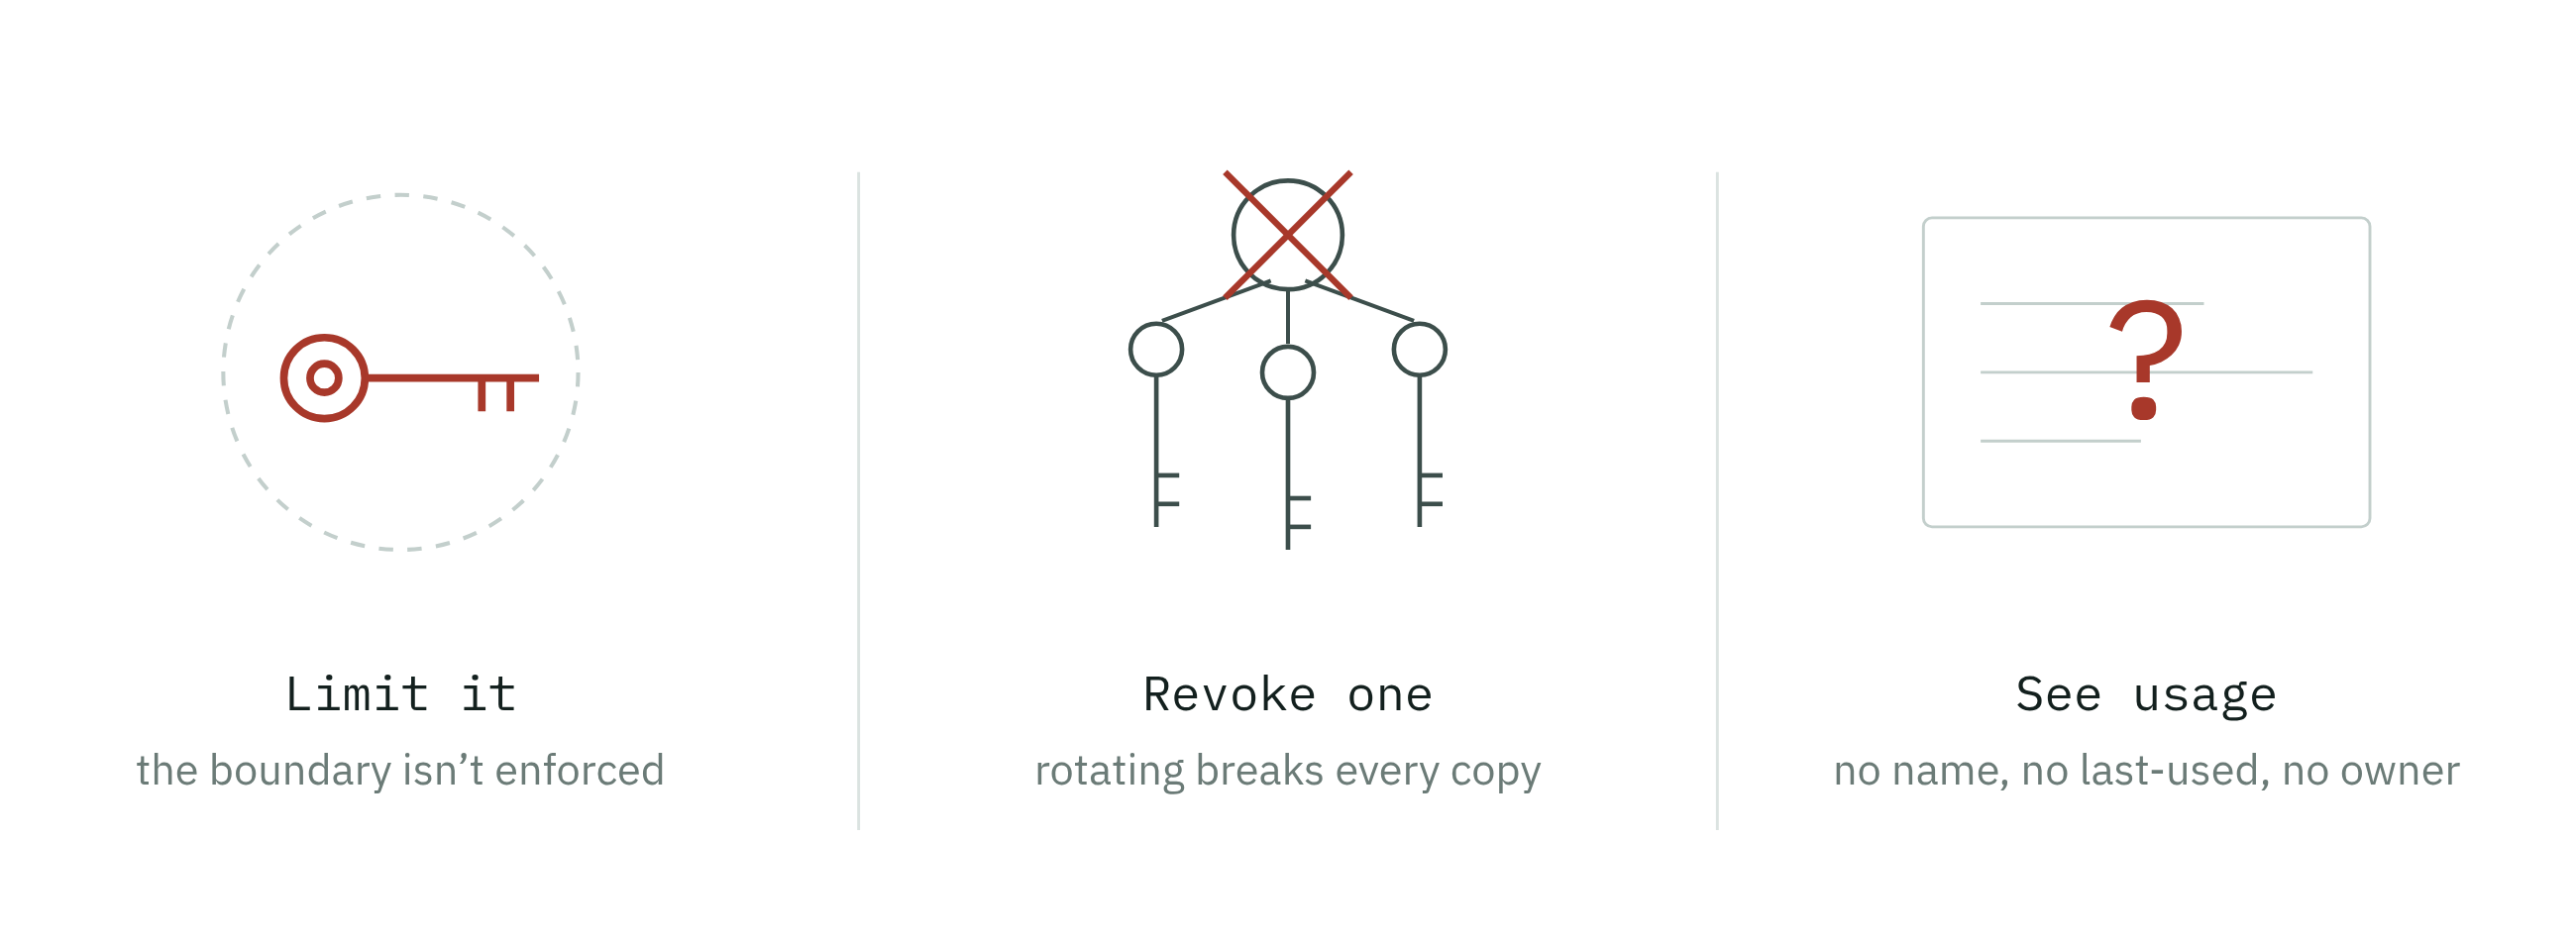 Limit it
the boundary isn’t enforced
Revoke one
rotating breaks every copy
?
See usage
no name, no last-used, no owner